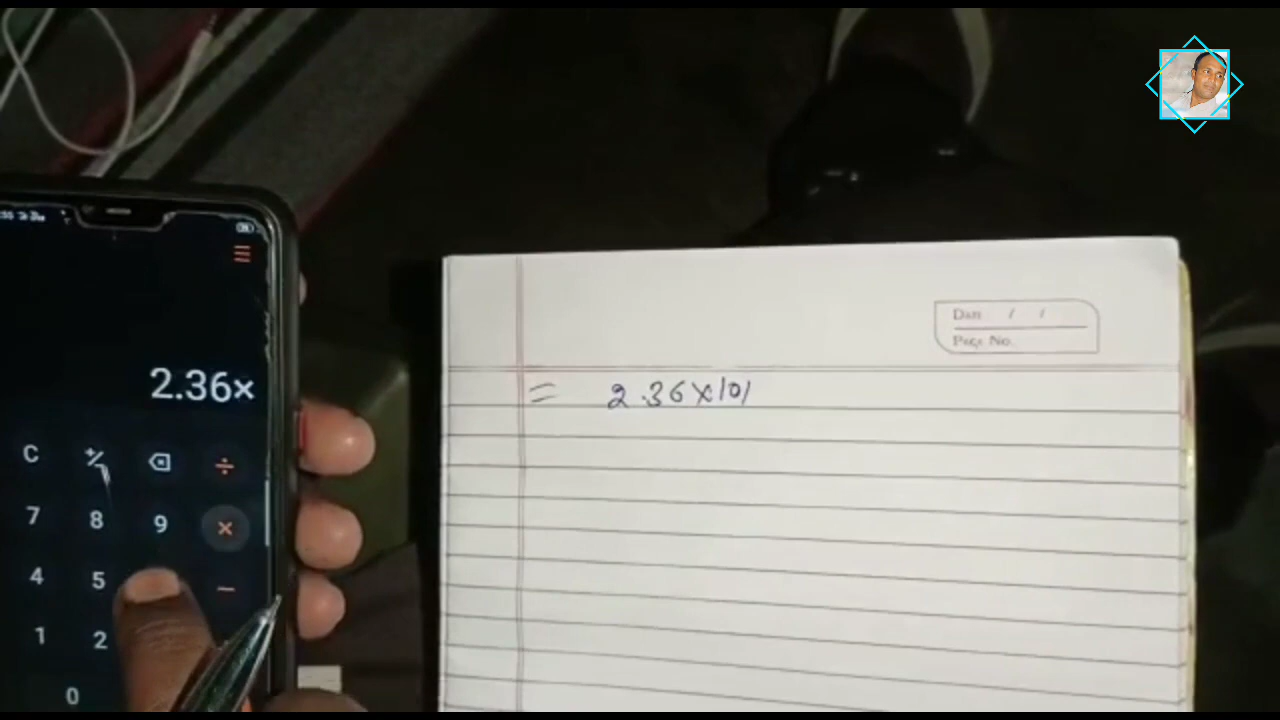 2.36×
C +/- ÷
7 8 9 ×
4 5 −
1 2
0
Date / /
Page No.
= 2.36×101